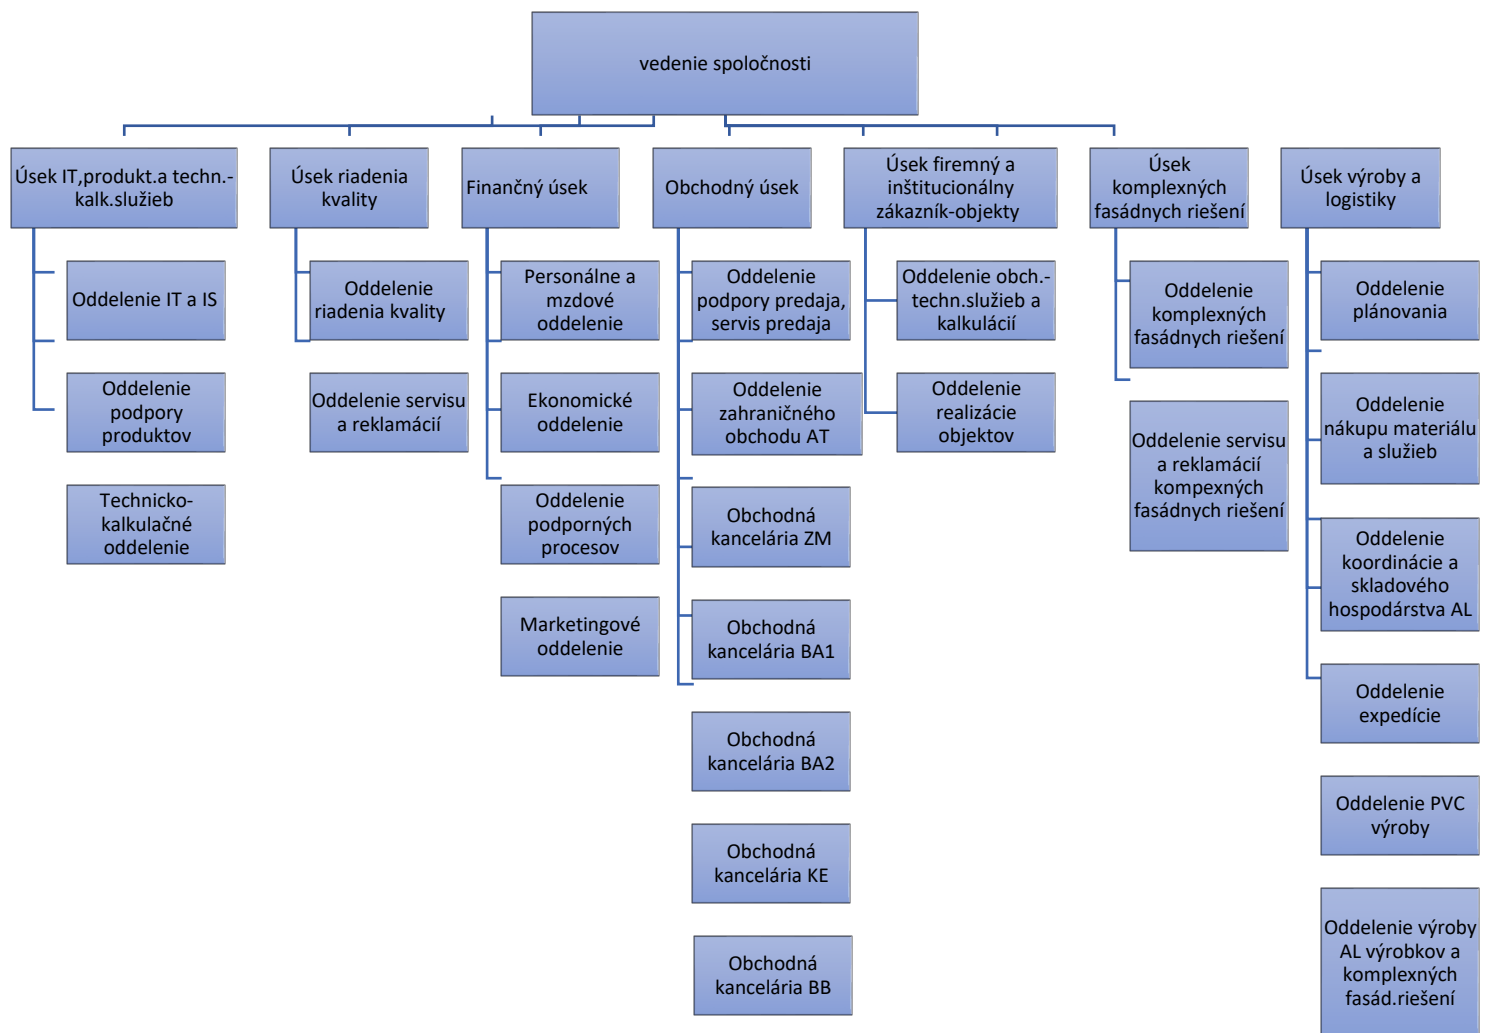 vedenie spoločnosti
Úsek IT,produkt.a techn.-
kalk.služieb
Úsek riadenia
kvality
Finančný úsek
Obchodný úsek
Úsek firemný a
inštitucionálny
zákazník-objekty
Úsek
komplexných
fasádnych riešení
Úsek výroby a
logistiky
Oddelenie IT a IS
Oddelenie
podpory
produktov
Technicko-
kalkulačné
oddelenie
Oddelenie
riadenia kvality
Oddelenie servisu
a reklamácií
Personálne a
mzdové
oddelenie
Ekonomické
oddelenie
Oddelenie
podporných
procesov
Marketingové
oddelenie
Oddelenie
podpory predaja,
servis predaja
Oddelenie
zahraničného
obchodu AT
Obchodná
kancelária ZM
Obchodná
kancelária BA1
Obchodná
kancelária BA2
Obchodná
kancelária KE
Obchodná
kancelária BB
Oddelenie obch.-
techn.služieb a
kalkulácií
Oddelenie
realizácie
objektov
Oddelenie
komplexných
fasádnych riešení
Oddelenie servisu
a reklamácií
kompexných
fasádnych riešení
Oddelenie
plánovania
Oddelenie
nákupu materiálu
a služieb
Oddelenie
koordinácie a
skladového
hospodárstva AL
Oddelenie
expedície
Oddelenie PVC
výroby
Oddelenie výroby
AL výrobkov a
komplexných
fasád.riešení